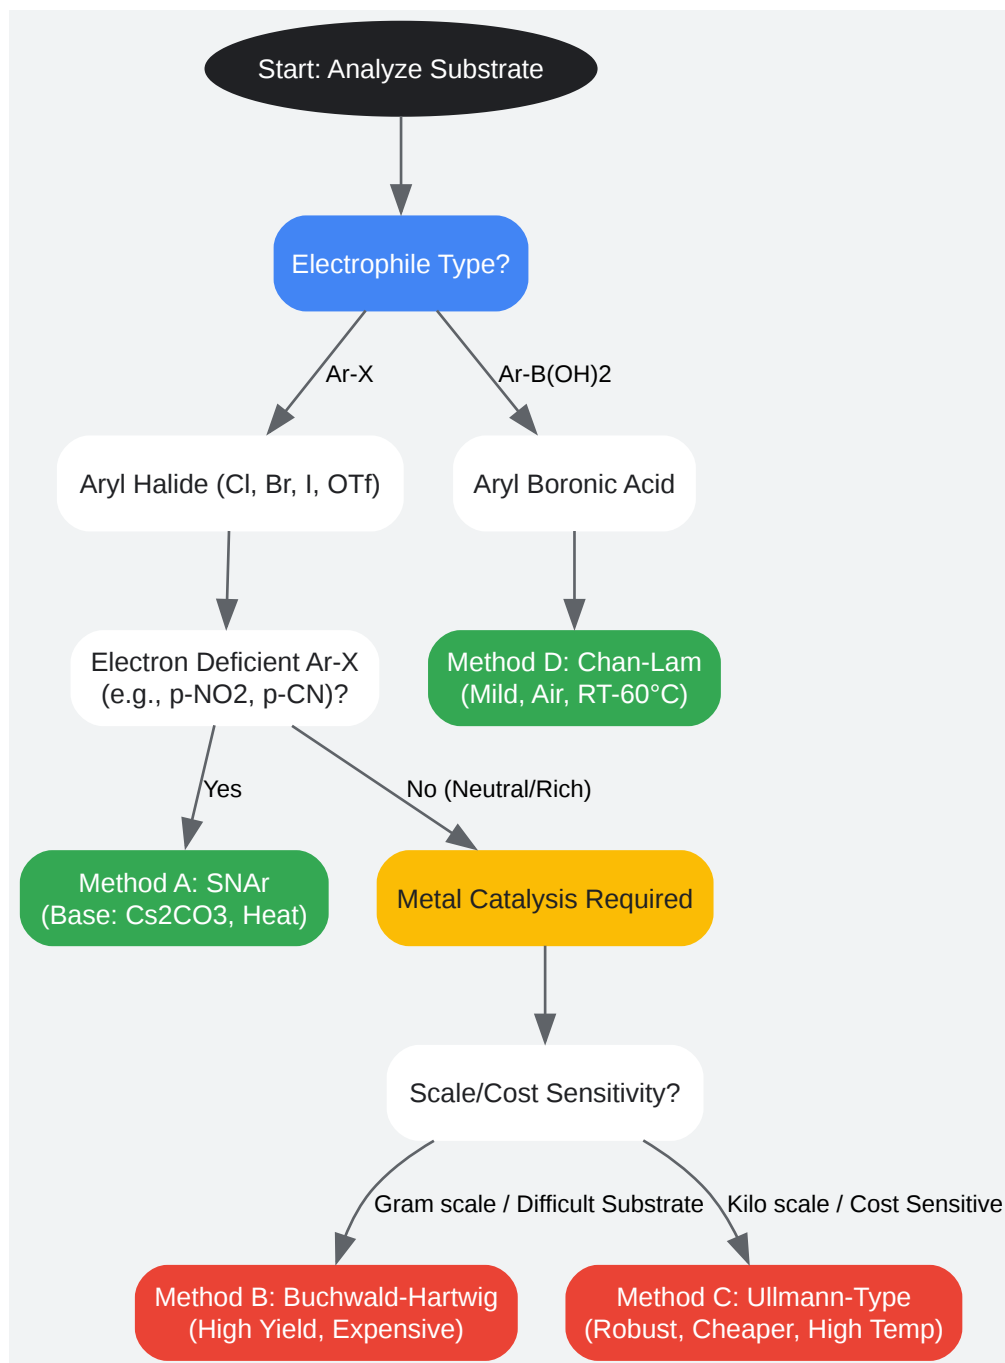 Start: Analyze Substrate
Electrophile Type?
Ar-X
Ar-B(OH)2
Aryl Halide (Cl, Br, I, OTf)
Aryl Boronic Acid
Electron Deficient Ar-X
(e.g., p-NO2, p-CN)?
Method D: Chan-Lam
(Mild, Air, RT-60°C)
Yes
No (Neutral/Rich)
Method A: SNAr
(Base: Cs2CO3, Heat)
Metal Catalysis Required
Scale/Cost Sensitivity?
Gram scale / Difficult Substrate
Kilo scale / Cost Sensitive
Method B: Buchwald-Hartwig
(High Yield, Expensive)
Method C: Ullmann-Type
(Robust, Cheaper, High Temp)